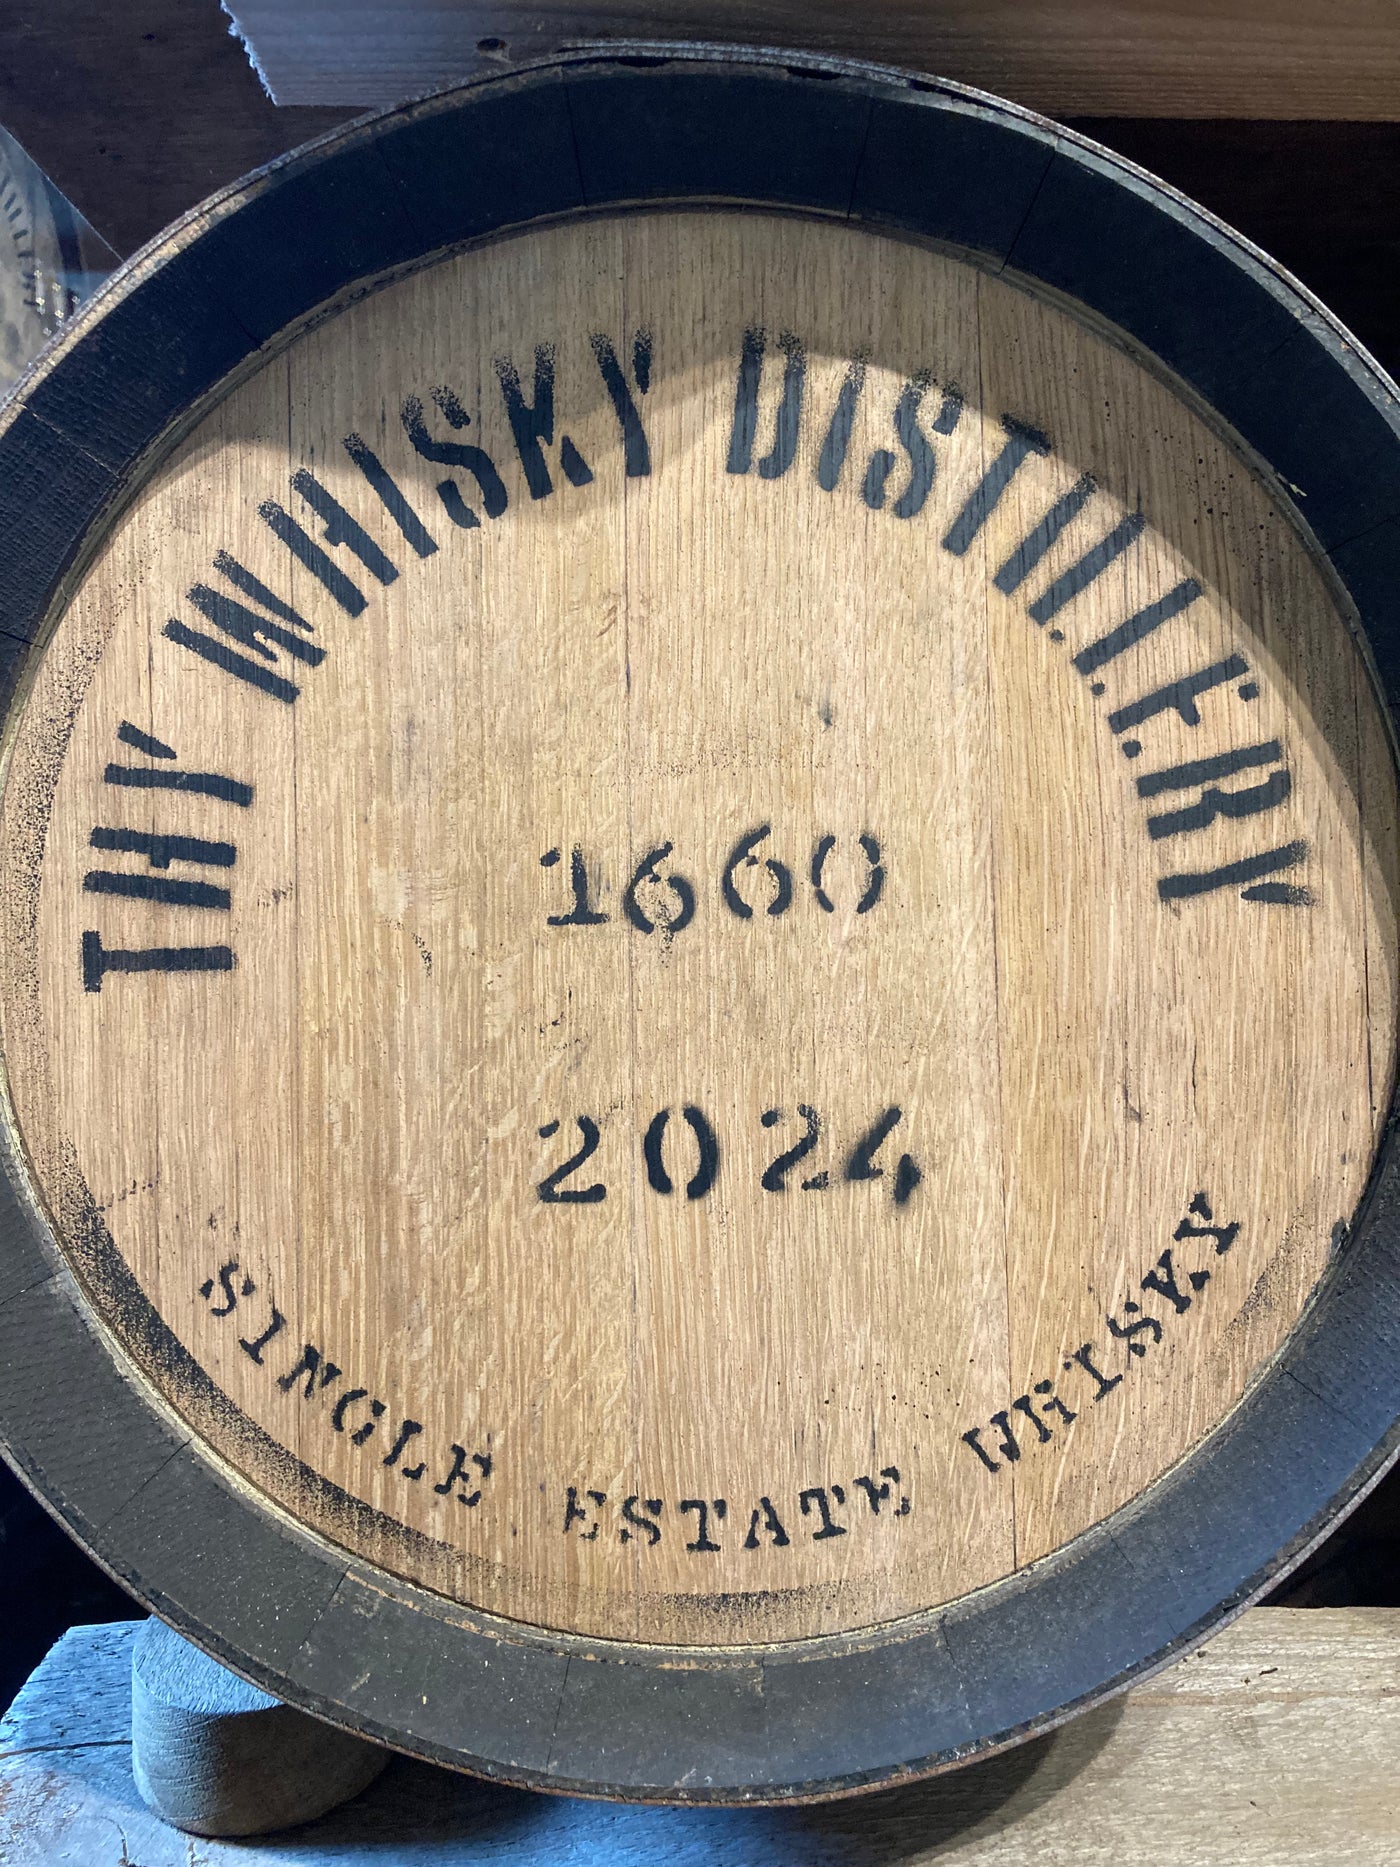 THY WHISKY DISTILLERY
1660
2024
SINGLE ESTATE WHISKY